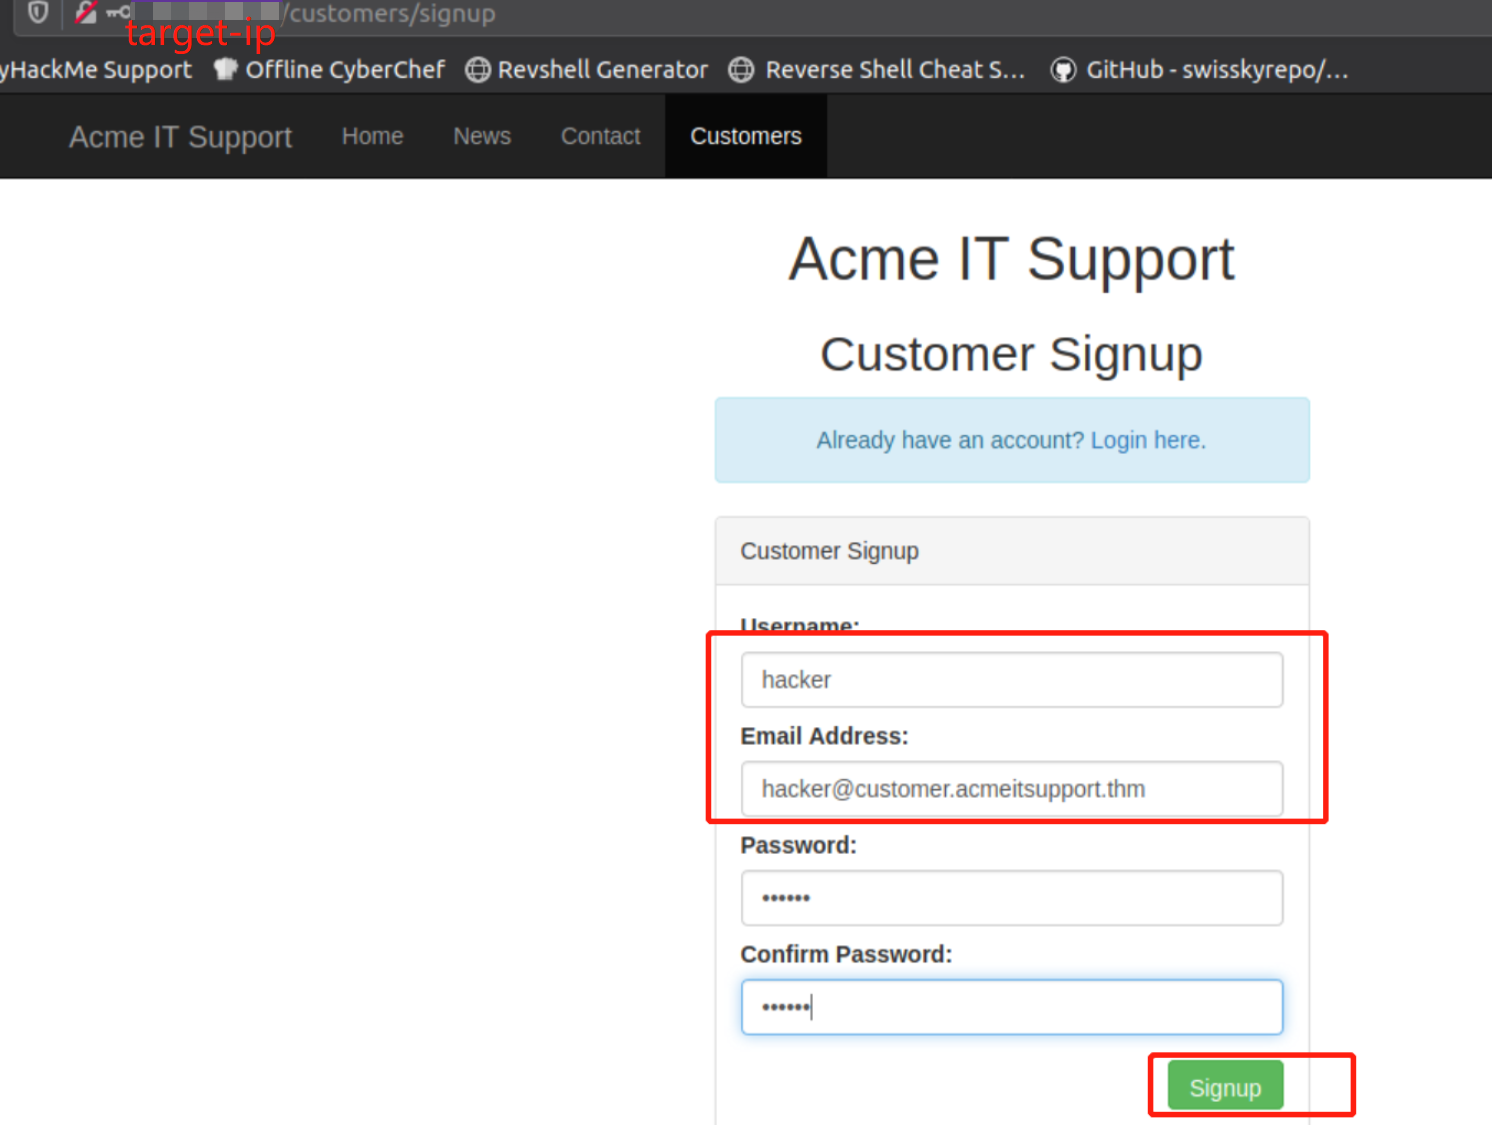 /customers/signup
target-ip
yHackMe Support Offline CyberChef Revshell Generator Reverse Shell Cheat S... GitHub - swisskyrepo/...
Acme IT Support Home News Contact Customers
Acme IT Support
Customer Signup
Already have an account? Login here.
Customer Signup
Username:
hacker
Email Address:
hacker@customer.acmeitsupport.thm
Password:
••••••
Confirm Password:
••••••
Signup